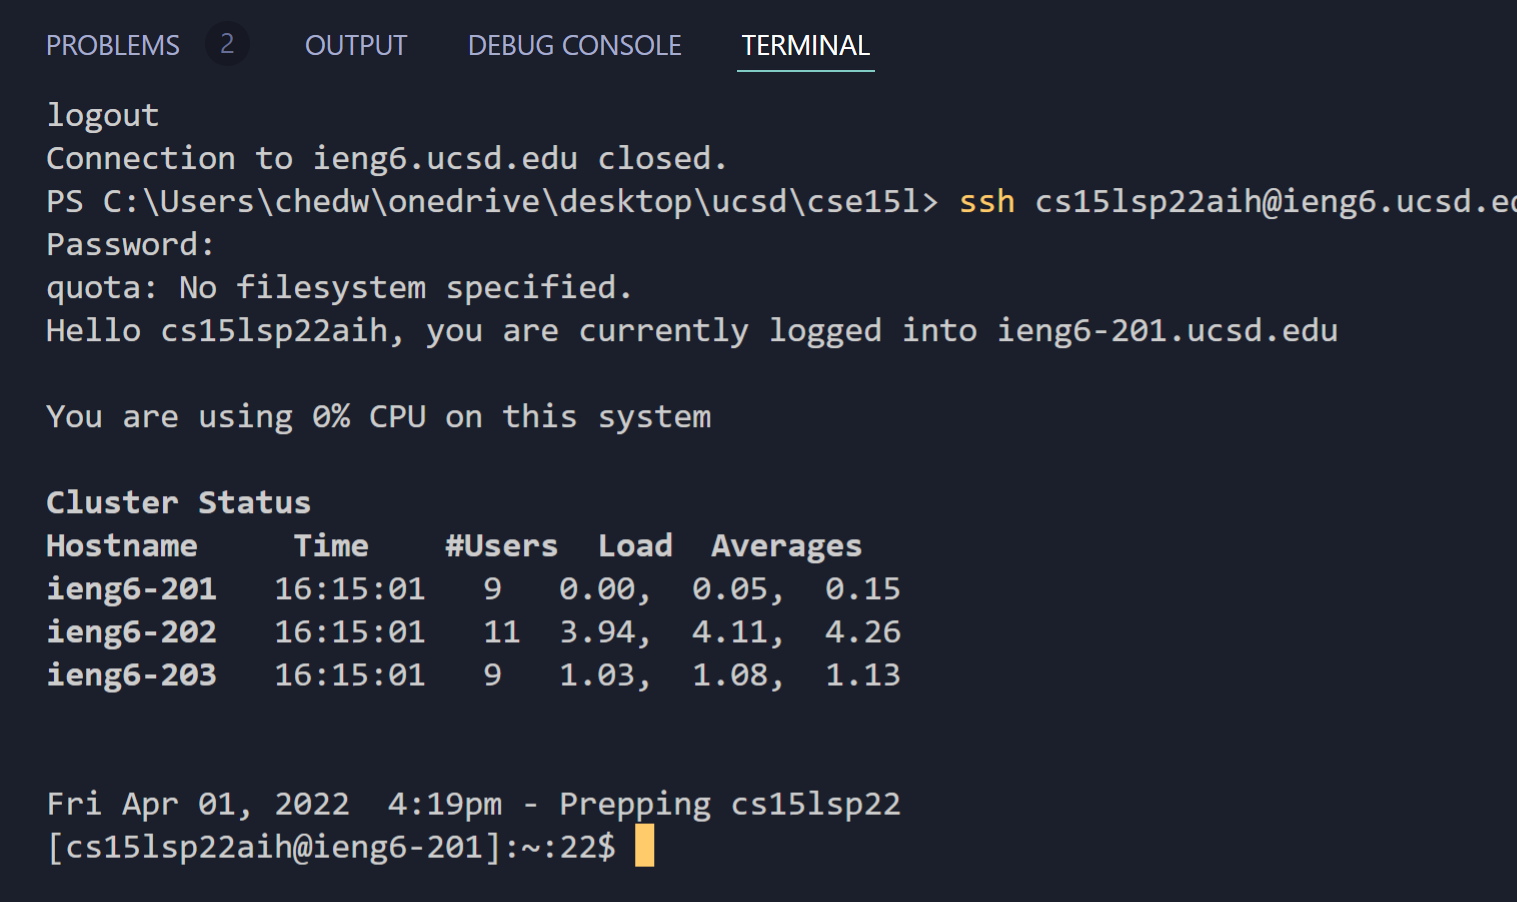 PROBLEMS 2 OUTPUT DEBUG CONSOLE TERMINAL
logout
Connection to ieng6.ucsd.edu closed.
PS C:\Users\chedw\onedrive\desktop\ucsd\cse15l> ssh cs15lsp22aih@ieng6.ucsd.ed
Password:
quota: No filesystem specified.
Hello cs15lsp22aih, you are currently logged into ieng6-201.ucsd.edu
You are using 0% CPU on this system
Cluster Status
Hostname Time #Users Load Averages
ieng6-201 16:15:01 9 0.00, 0.05, 0.15
ieng6-202 16:15:01 11 3.94, 4.11, 4.26
ieng6-203 16:15:01 9 1.03, 1.08, 1.13
Fri Apr 01, 2022 4:19pm - Prepping cs15lsp22
[cs15lsp22aih@ieng6-201]:~:22$